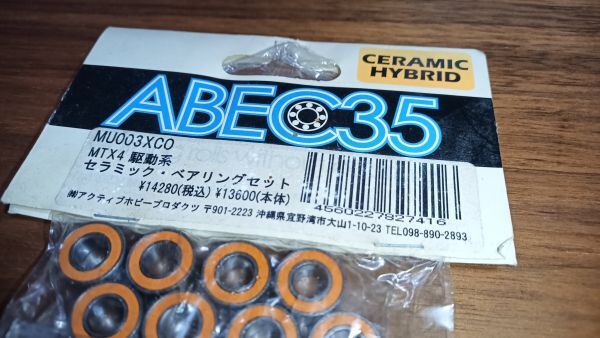 CERAMIC
HYBRID
ABEC35
MU003XCO
MTX4 駆動系
セラミック・ベアリングセット
¥14280(税込) ¥13600(本体)
4560227827416
㈲アクティブホビープロダクツ 〒901-2223 沖縄県宜野湾市大山1-10-23 TEL098-890-2893